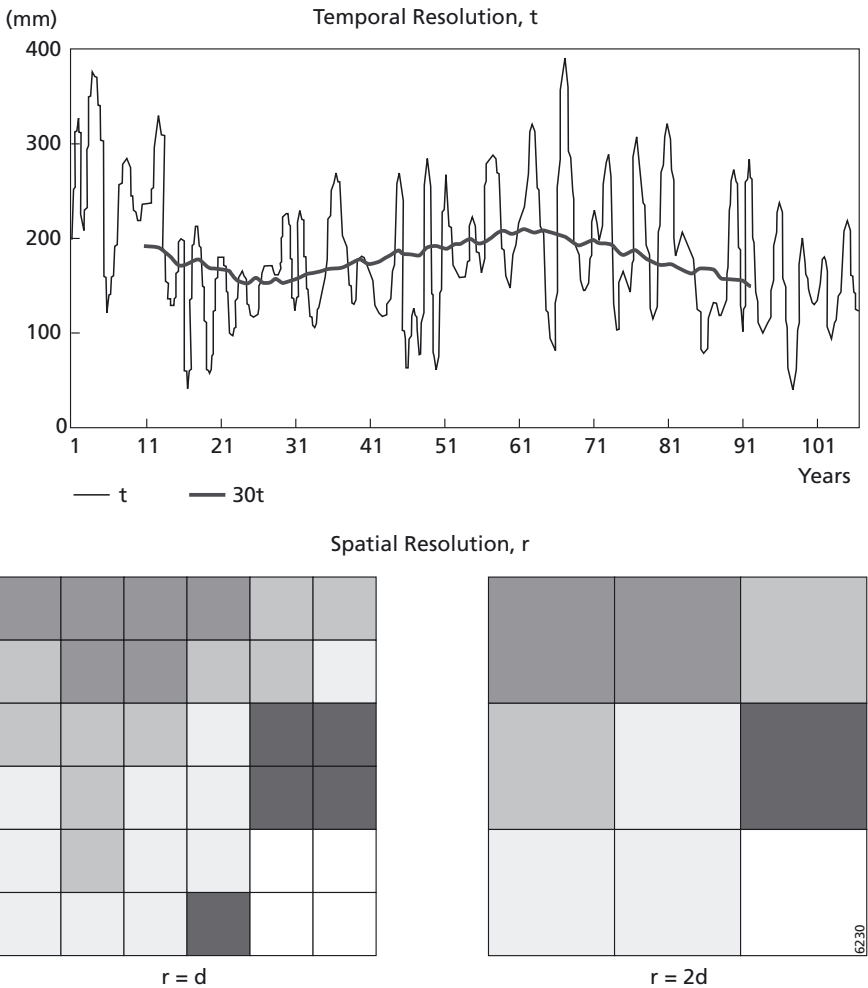 (mm)
Temporal Resolution, t
400
300
200
100
0
1 11 21 31 41 51 61 71 81 91 101
Years
t 30t
Spatial Resolution, r
6230
r = d r = 2d